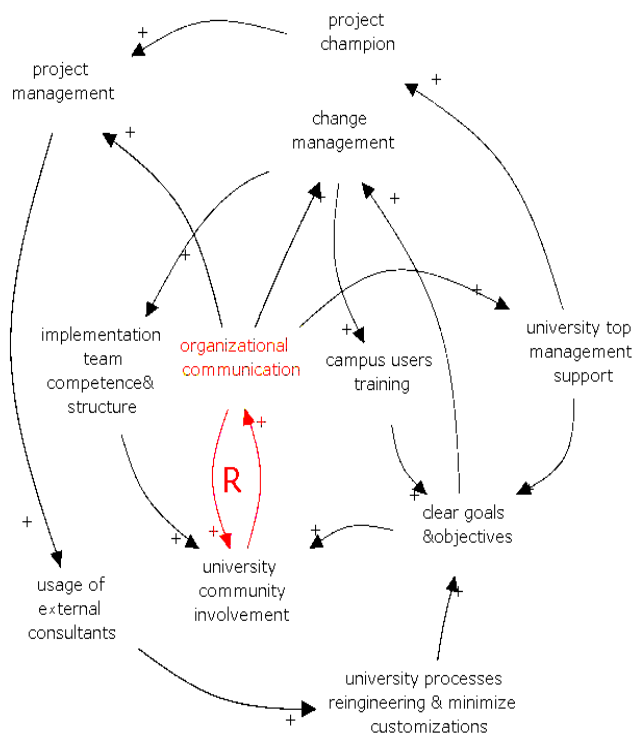 project
champion
+
+
project
management
+
change
management
+
+
+
+
+
implementation
team
competence&
structure
organizational
communication
+
campus users
training
university top
management
support
+
R
+
+
+
+
+
clear goals
&objectives
+
usage of
external
consultants
university
community
involvement
+
university processes
reingineering & minimize
customizations
+